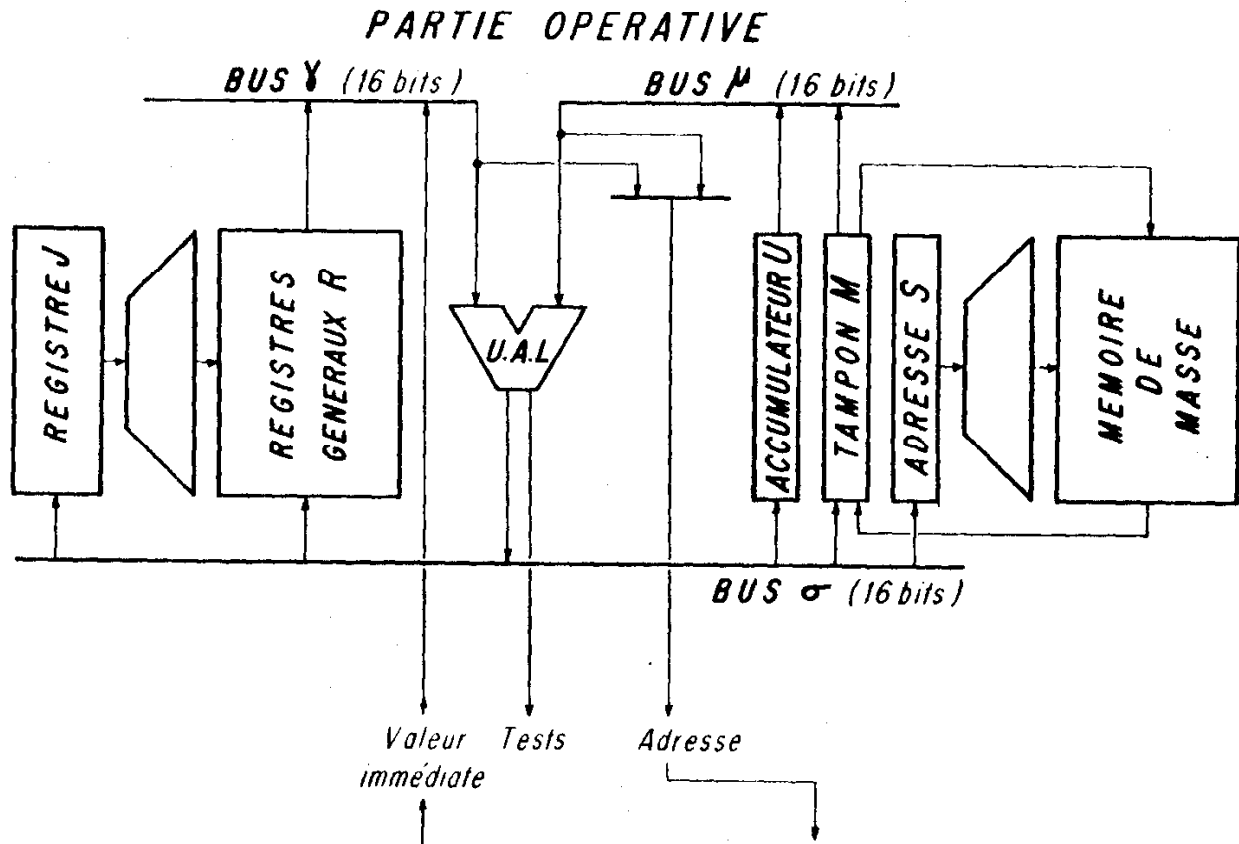 PARTIE OPERATIVE
BUS γ (16 bits)
BUS μ (16 bits)
REGISTRE J
REGISTRES
GENERAUX R
U.A.L
ACCUMULATEUR U
TAMPON M
ADRESSE S
MEMOIRE
DE
MASSE
BUS σ (16 bits)
Valeur
immédiate
Tests
Adresse